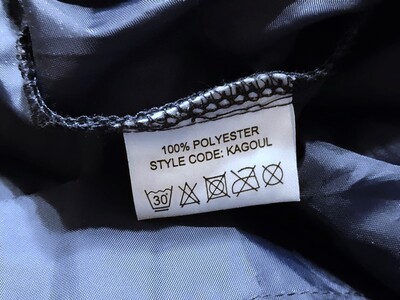 100% POLYESTER
STYLE CODE: KAGOUL
30